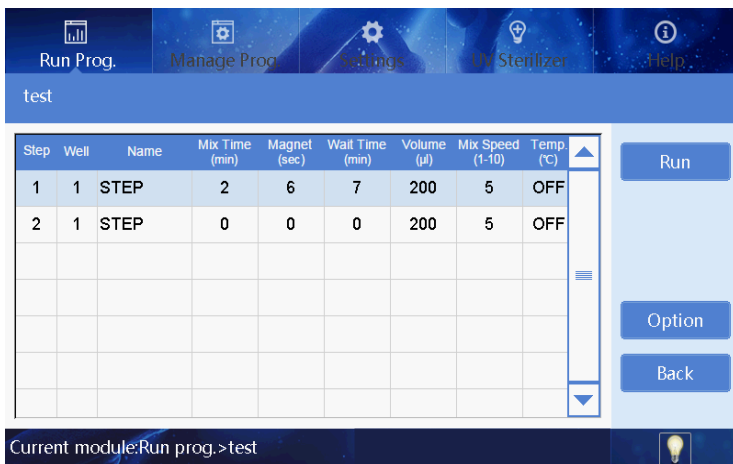 Run Prog. Manage Prog. Settings UV Sterilizer Help
test
Step Well Name Mix Time (min) Magnet (sec) Wait Time (min) Volume (μl) Mix Speed (1-10) Temp. (℃)
1 1 STEP 2 6 7 200 5 OFF
2 1 STEP 0 0 0 200 5 OFF
Run
Option
Back
Current module:Run prog.>test